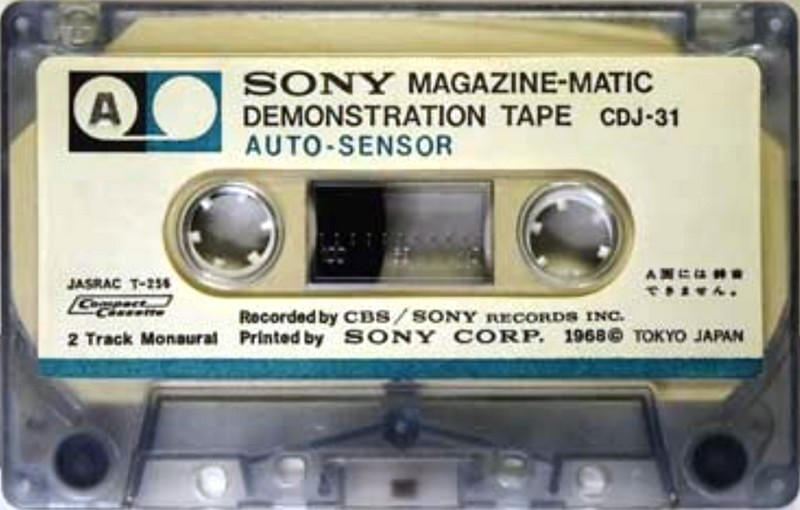 A
SONY MAGAZINE-MATIC
DEMONSTRATION TAPE CDJ-31
AUTO-SENSOR
JASRAC T-256
Compact Cassette
2 Track Monaural
A面には録音
できません。
Recorded by CBS/SONY RECORDS INC.
Printed by SONY CORP. 1968© TOKYO JAPAN